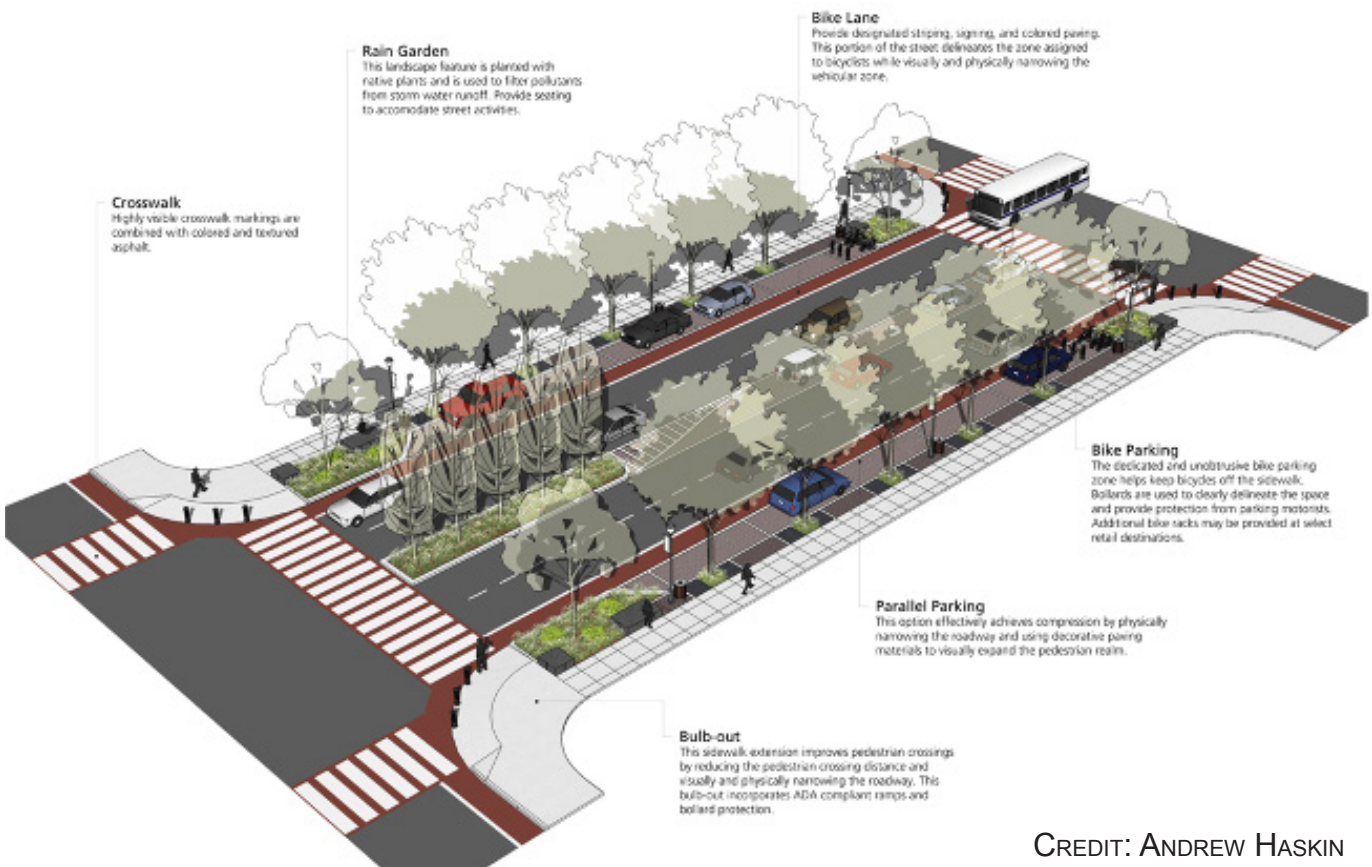 Bike Lane
Provide designated striping, signing, and colored paving.
This portion of the street delineates the zone assigned
to bicyclists while visually and physically narrowing the
vehicular zone.
Rain Garden
This landscape feature is planted with
native plants and is used to filter pollutants
from storm water runoff. Provide seating
to accomodate street activities.
Crosswalk
Highly visible crosswalk markings are
combined with colored and textured
asphalt.
Bike Parking
The dedicated and unobtrusive bike parking
zone helps keep bicycles off the sidewalk.
Bollards are used to clearly delineate the space
and provide protection from parking motorists.
Additional bike racks may be provided at select
retail destinations.
Parallel Parking
This option effectively achieves compression by physically
narrowing the roadway and using decorative paving
materials to visually expand the pedestrian realm.
Bulb-out
This sidewalk extension improves pedestrian crossings
by reducing the pedestrian crossing distance and
visually and physically narrowing the roadway. This
bulb-out incorporates ADA compliant ramps and
bollard protection.
CREDIT: ANDREW HASKIN